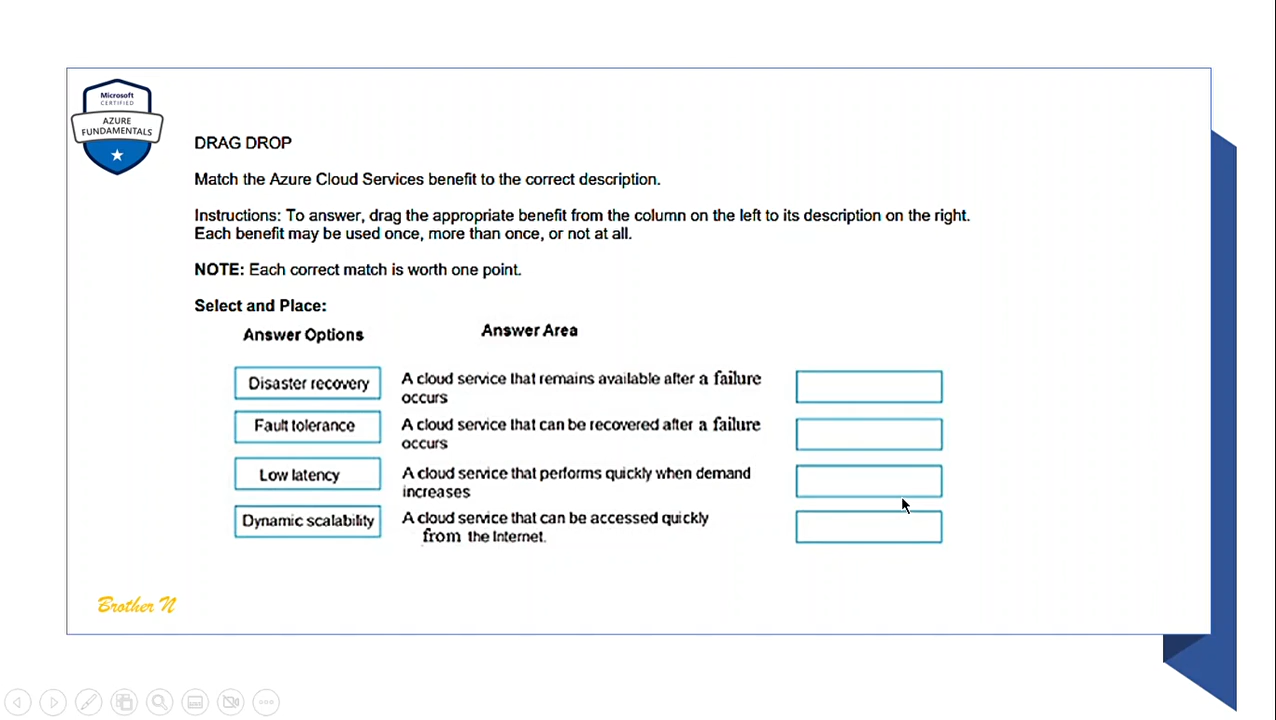 Microsoft
CERTIFIED
AZURE
FUNDAMENTALS
DRAG DROP
Match the Azure Cloud Services benefit to the correct description.
Instructions: To answer, drag the appropriate benefit from the column on the left to its description on the right.
Each benefit may be used once, more than once, or not at all.
NOTE: Each correct match is worth one point.
Select and Place:
Answer Options
Answer Area
Disaster recovery
A cloud service that remains available after a failure
occurs
Fault tolerance
A cloud service that can be recovered after a failure
occurs
Low latency
A cloud service that performs quickly when demand
increases
Dynamic scalability
A cloud service that can be accessed quickly
from the Internet.
Brother N